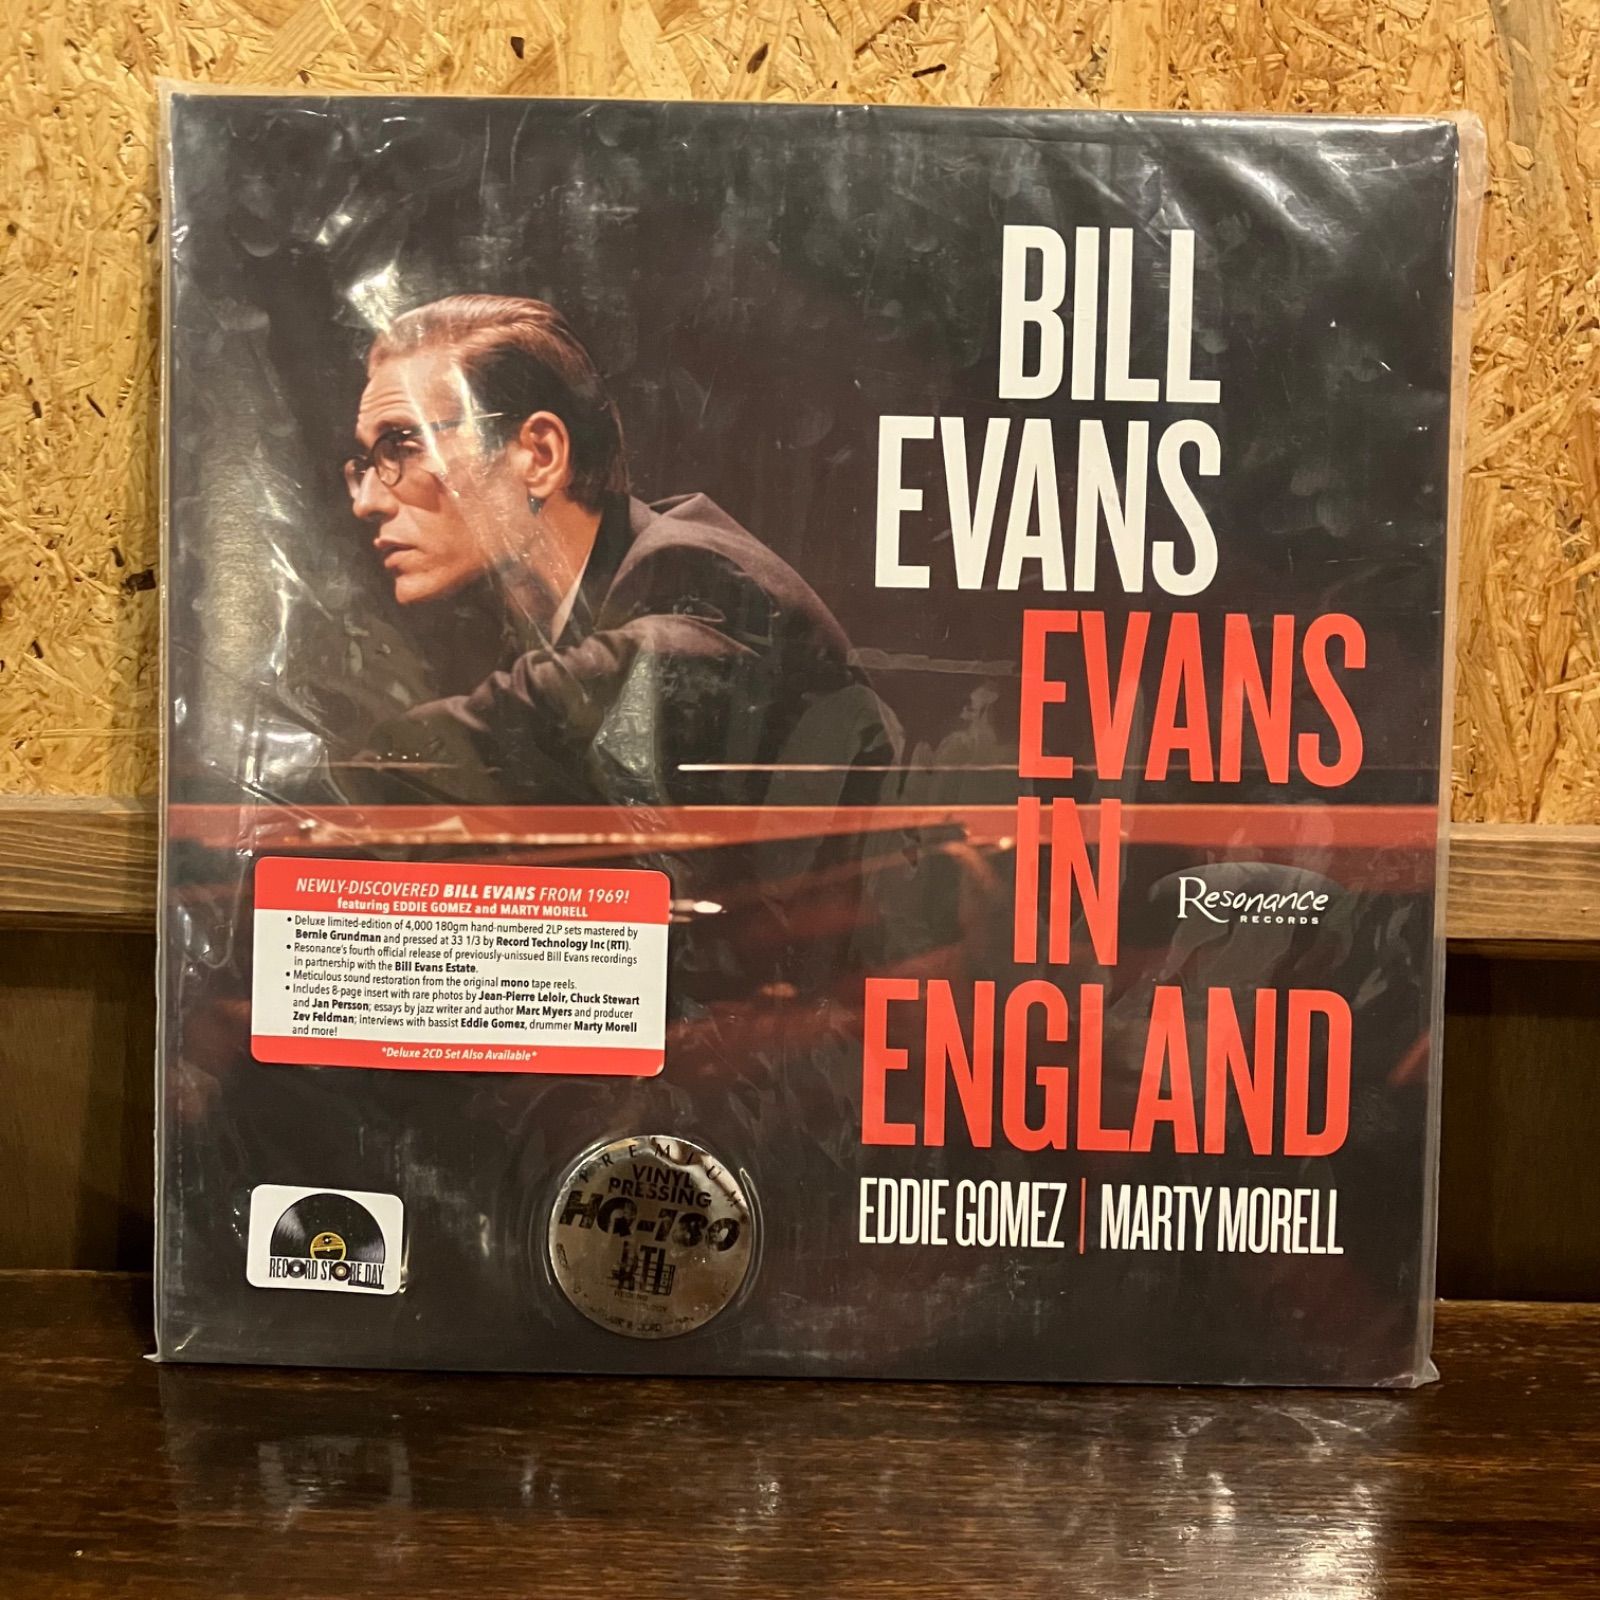 BILL
EVANS
EVANS
IN
ENGLAND
Resonance
RECORDS
EDDIE GOMEZ | MARTY MORELL
NEWLY-DISCOVERED BILL EVANS FROM 1969!
featuring EDDIE GOMEZ and MARTY MORELL
• Deluxe limited-edition of 4,000 180gm hand-numbered 2LP sets mastered by
Bernie Grundman and pressed at 33 1/3 by Record Technology Inc (RTI).
• Resonance's fourth official release of previously-unissued Bill Evans recordings
in partnership with the Bill Evans Estate.
• Meticulous sound restoration from the original mono tape reels.
• Includes 8-page insert with rare photos by Jean-Pierre Leloir, Chuck Stewart
and Jan Persson; essays by jazz writer and author Marc Myers and producer
Zev Feldman; interviews with bassist Eddie Gomez, drummer Marty Morell
and more!
*Deluxe 2CD Set Also Available*
RECORD STORE DAY
PREMIUM
VINYL
PRESSING
HQ-180
RTI